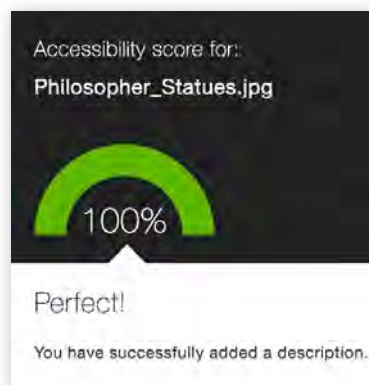 Accessibility score for:
Philosopher_Statues.jpg
100%
Perfect!
You have successfully added a description.